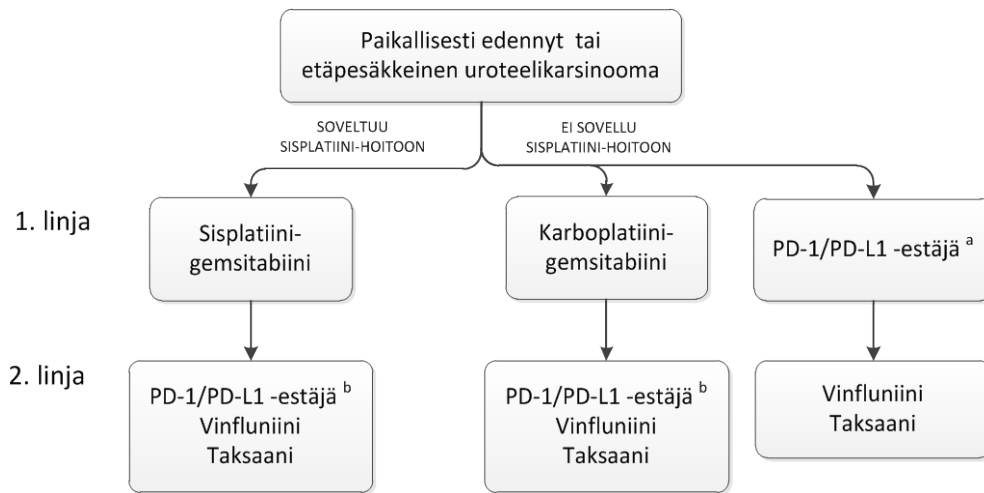 Paikallisesti edennyt tai
etäpesäkkeinen uroteelikarsinooma
SOVELTUU
SISPLATIINI-HOITOON
EI SOVELLU
SISPLATIINI-HOITOON
1. linja
Sisplatiini-
gemsitabiini
Karboplatiini-
gemsitabiini
PD-1/PD-L1 -estäjä a
2. linja
PD-1/PD-L1 -estäjä b
Vinfluniini
Taksaani
PD-1/PD-L1 -estäjä b
Vinfluniini
Taksaani
Vinfluniini
Taksaani